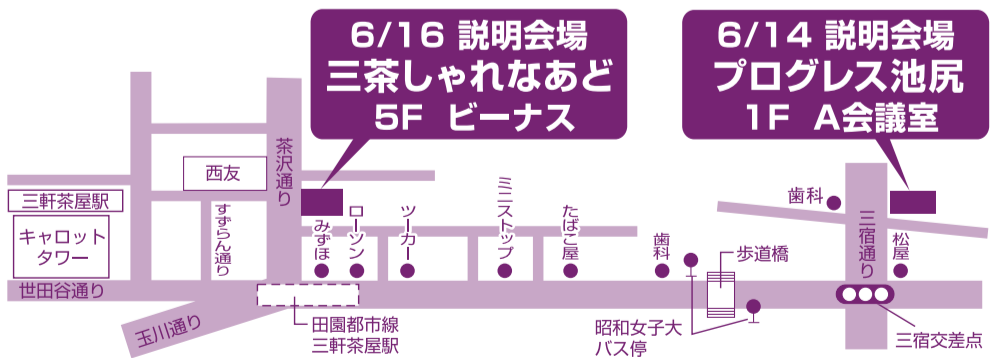 6/16 説明会場
三茶しゃれなあど
5F ビーナス
6/14 説明会場
プログレス池尻
1F A会議室
茶沢通り
西友
三軒茶屋駅
キャロット
タワー
すずらん通り
みずほ
ローソン
ツーカー
ミニストップ
たばこ屋
歯科
歯科
三宿通り
松屋
歩道橋
世田谷通り
玉川通り
田園都市線
三軒茶屋駅
昭和女子大
バス停
三宿交差点